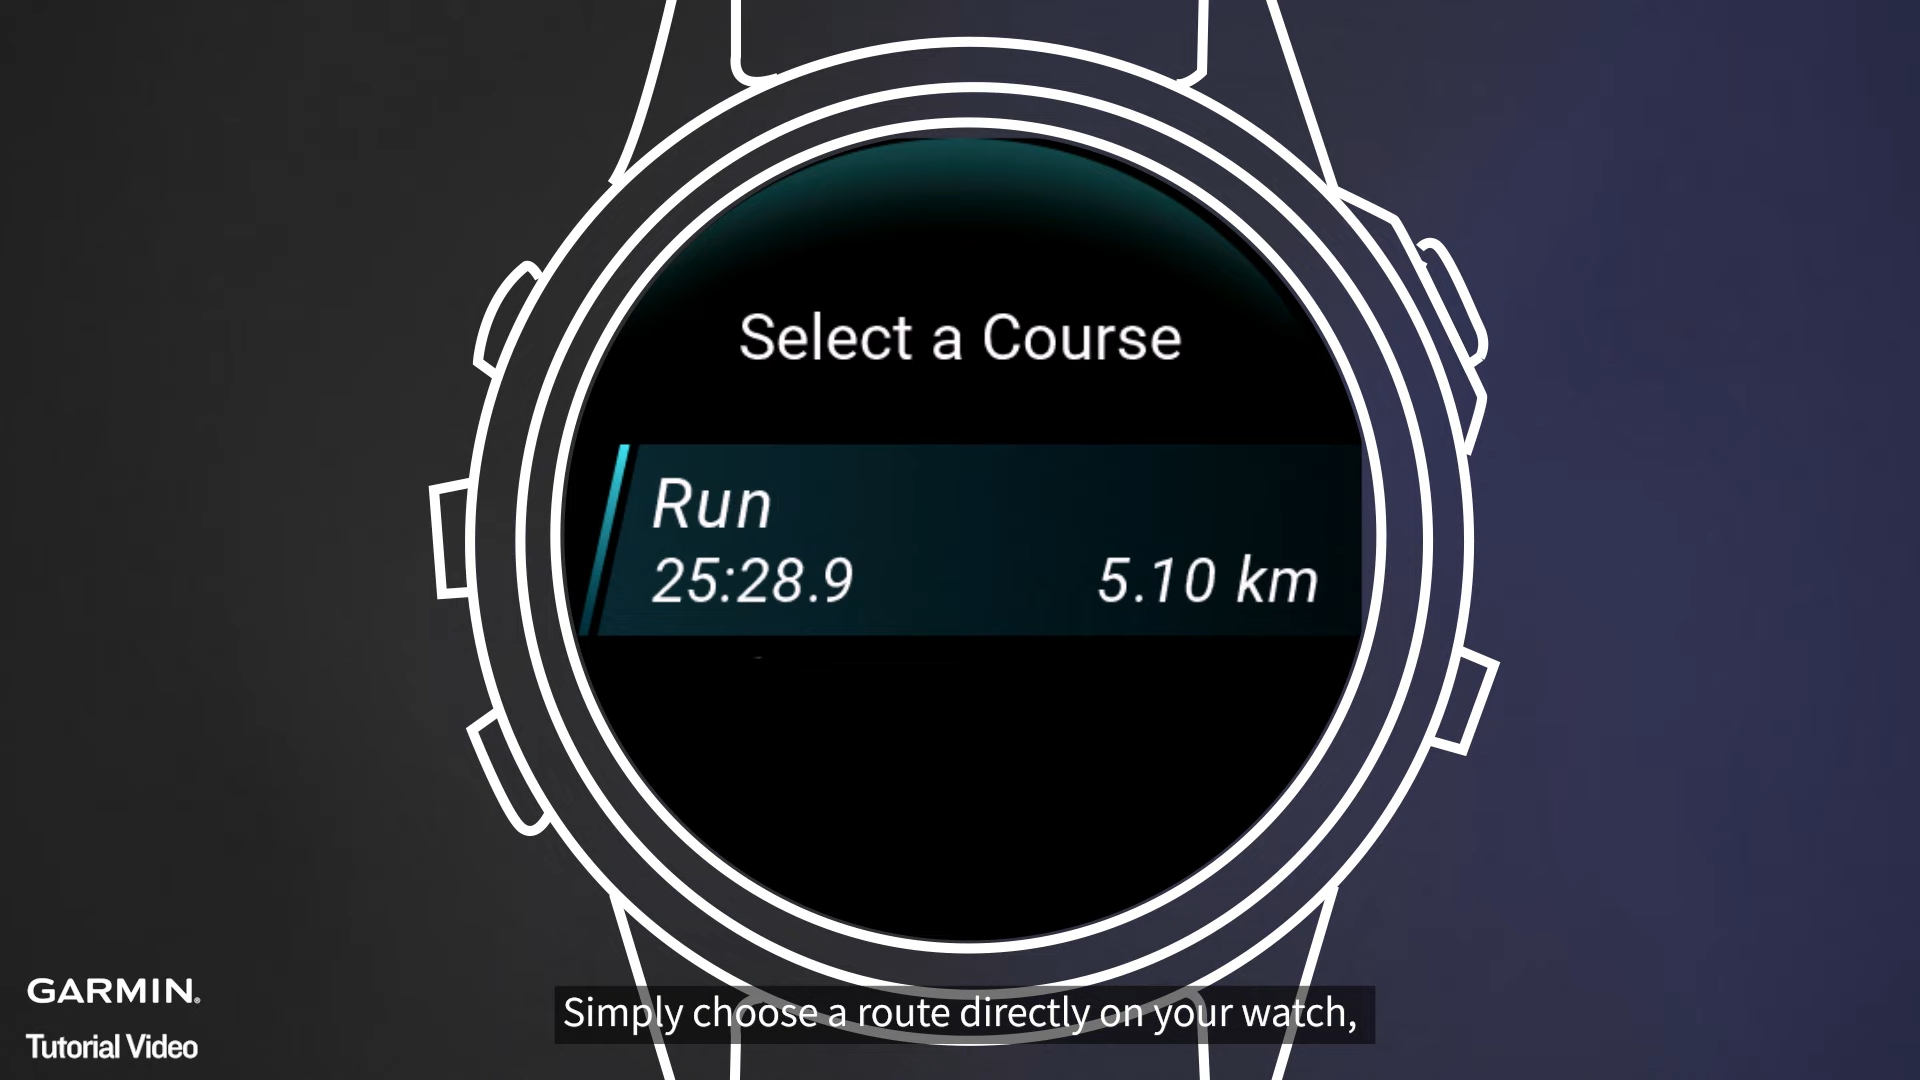 Select a Course
Run
25:28.9 5.10 km
GARMIN.
Simply choose a route directly on your watch,
Tutorial Video